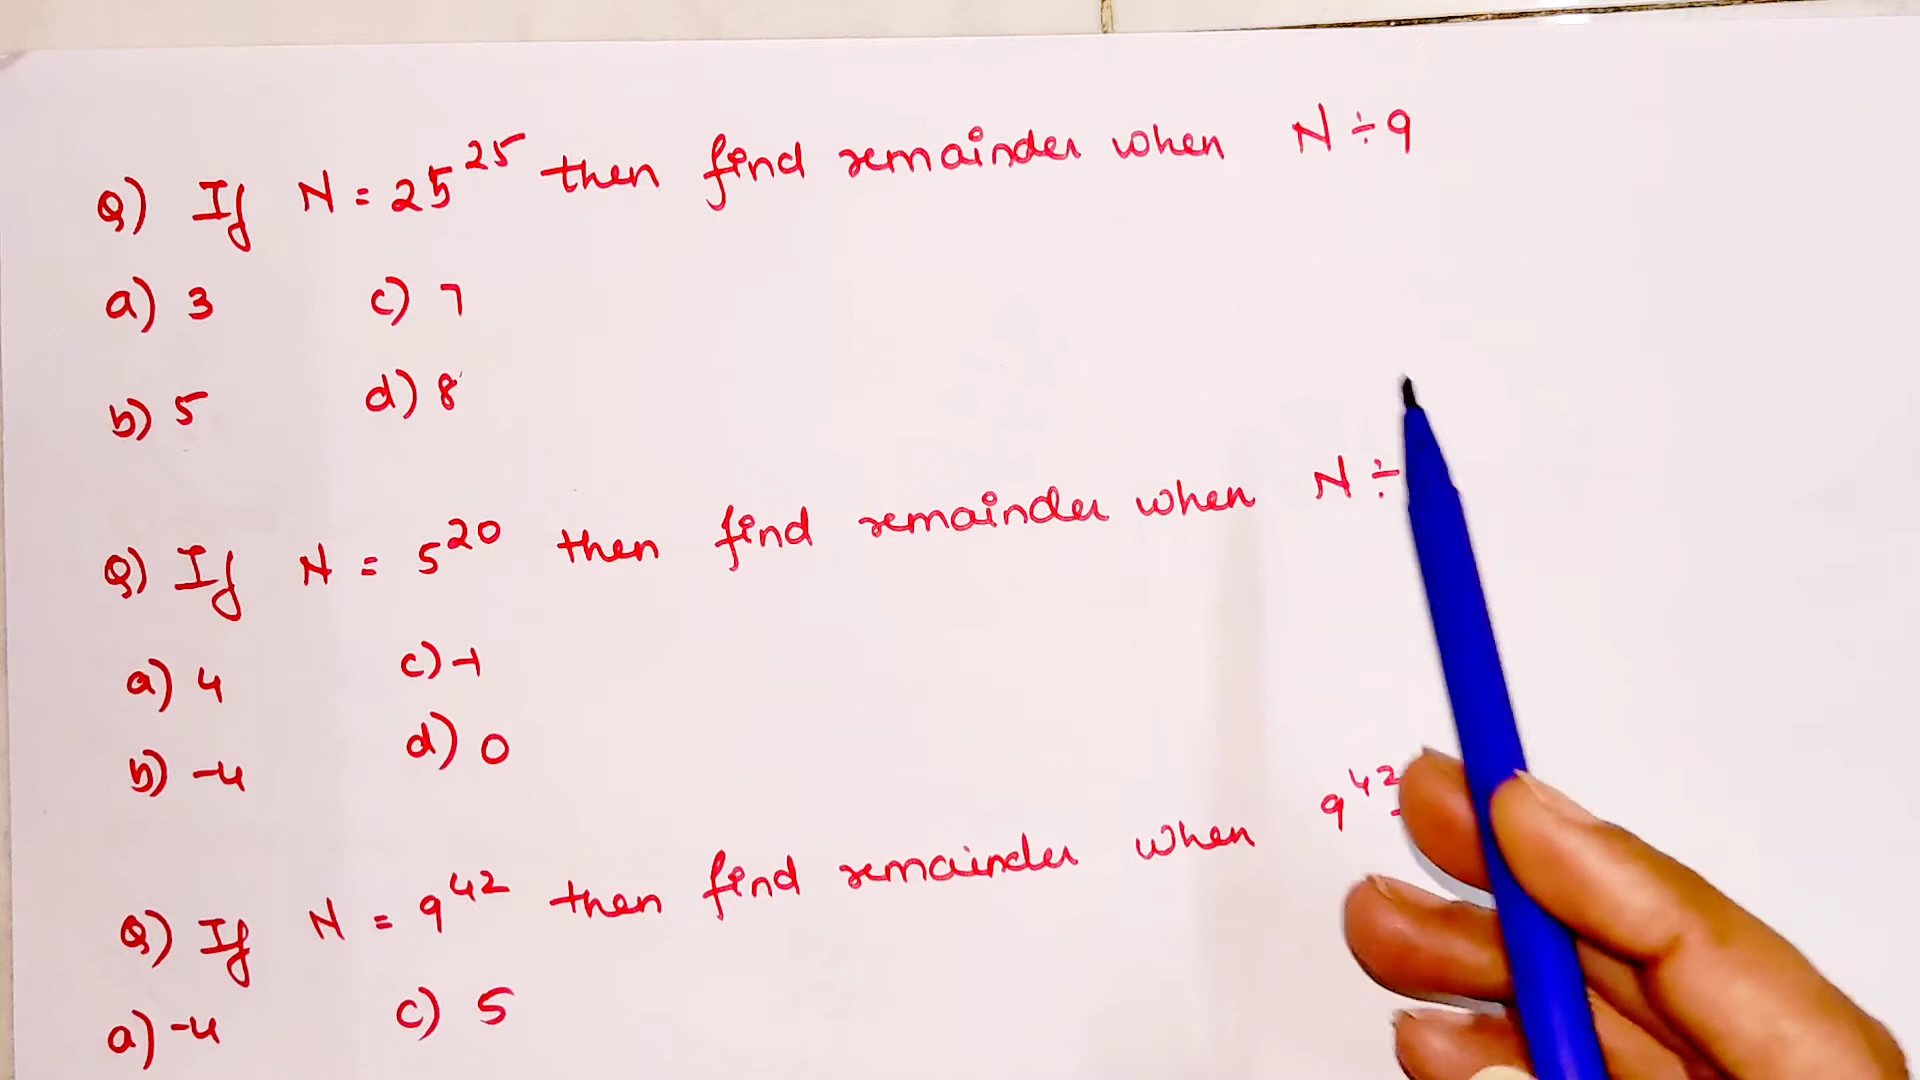 Q) If N = 25^25 then find remainder when N ÷ 9
a) 3 c) 7
b) 5 d) 8
Q) If N = 5^20 then find remainder when N ÷
a) 4 c) -1
b) -4 d) 0
Q) If N = 9^42 then find remainder when 9^42
a) -4 c) 5